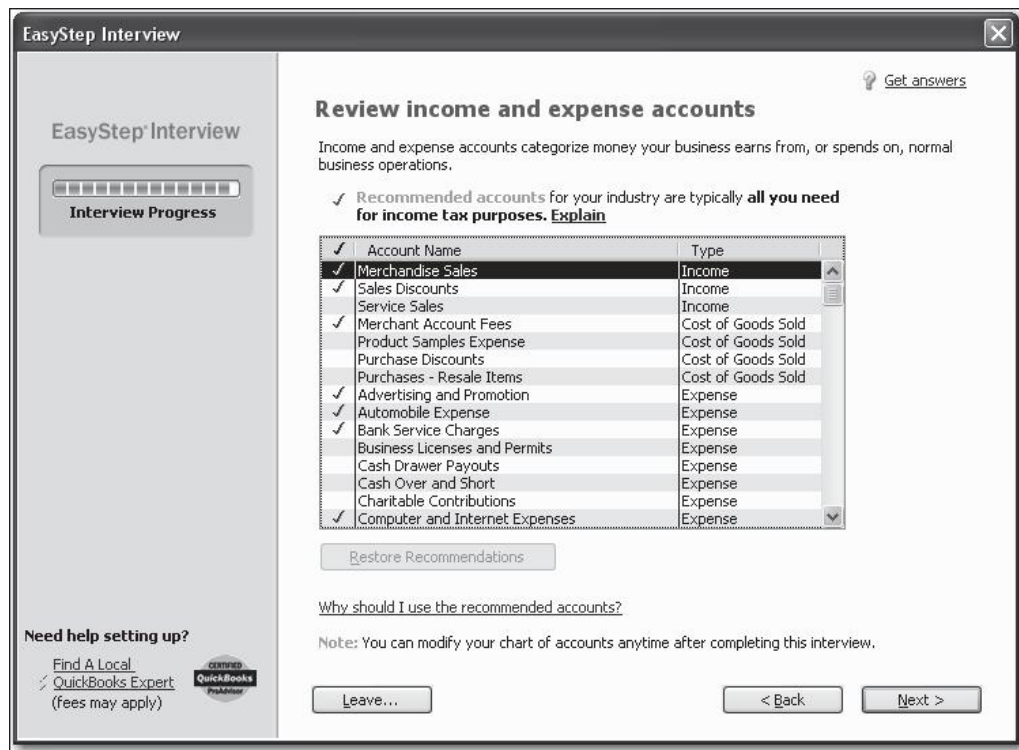 EasyStep Interview
Get answers
EasyStep Interview
Interview Progress
Review income and expense accounts
Income and expense accounts categorize money your business earns from, or spends on, normal
business operations.
✓ Recommended accounts for your industry are typically all you need
for income tax purposes. Explain
✓ Account Name Type
✓ Merchandise Sales Income
✓ Sales Discounts Income
Service Sales Income
✓ Merchant Account Fees Cost of Goods Sold
Product Samples Expense Cost of Goods Sold
Purchase Discounts Cost of Goods Sold
Purchases - Resale Items Cost of Goods Sold
✓ Advertising and Promotion Expense
✓ Automobile Expense Expense
✓ Bank Service Charges Expense
Business Licenses and Permits Expense
Cash Drawer Payouts Expense
Cash Over and Short Expense
Charitable Contributions Expense
✓ Computer and Internet Expenses Expense
Restore Recommendations
Why should I use the recommended accounts?
Note: You can modify your chart of accounts anytime after completing this interview.
Need help setting up?
Find A Local
QuickBooks Expert
(fees may apply)
CERTIFIED
QuickBooks
ProAdvisor
Leave...
< Back
Next >